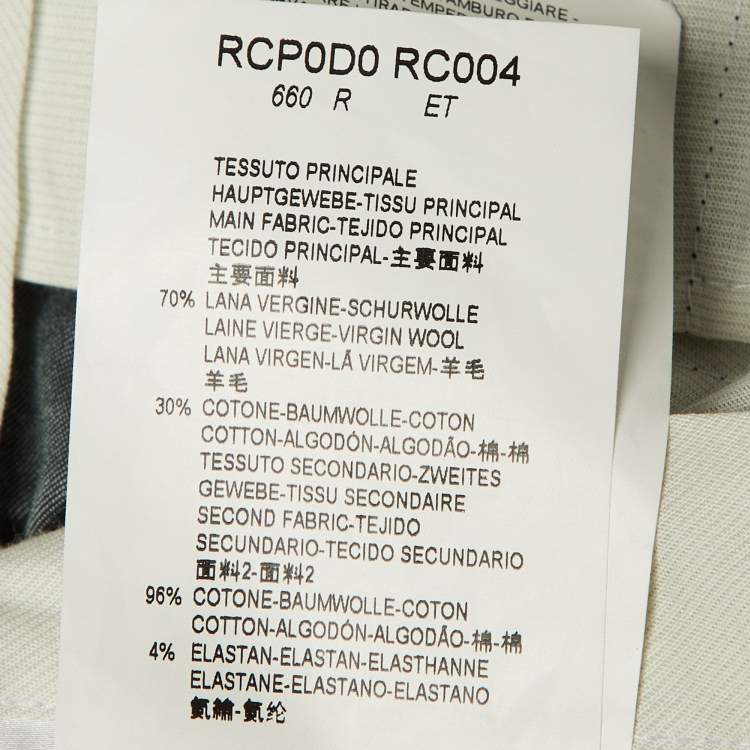 TAMBURO
RCP0D0 RC004
660 R ET
TESSUTO PRINCIPALE
HAUPTGEWEBE-TISSU PRINCIPAL
MAIN FABRIC-TEJIDO PRINCIPAL
TECIDO PRINCIPAL-主要面料
主要面料
70% LANA VERGINE-SCHURWOLLE
LAINE VIERGE-VIRGIN WOOL
LANA VIRGEN-LÃ VIRGEM-羊毛
羊毛
30% COTONE-BAUMWOLLE-COTON
COTTON-ALGODÓN-ALGODÃO-棉-棉
TESSUTO SECONDARIO-ZWEITES
GEWEBE-TISSU SECONDAIRE
SECOND FABRIC-TEJIDO
SECUNDARIO-TECIDO SECUNDARIO
面料2-面料2
96% COTONE-BAUMWOLLE-COTON
COTTON-ALGODÓN-ALGODÃO-棉-棉
4% ELASTAN-ELASTAN-ELASTHANNE
ELASTANE-ELASTANO-ELASTANO
氨綸-氨纶